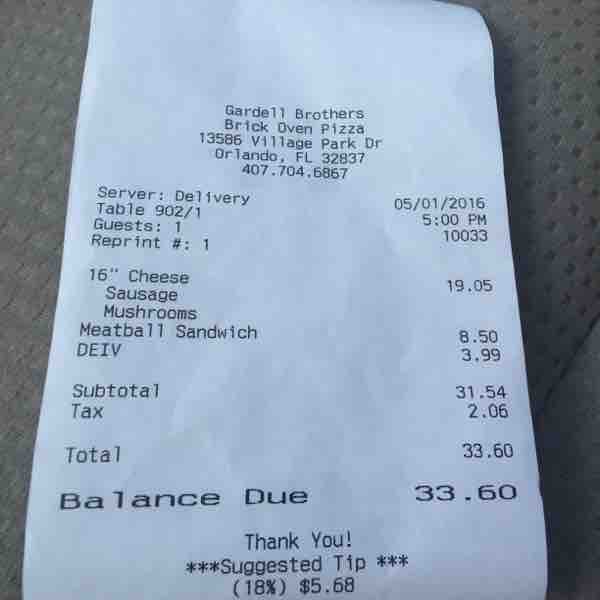 Gardell Brothers
Brick Oven Pizza
13586 Village Park Dr
Orlando, FL 32837
407.704.6867
Server: Delivery 05/01/2016
Table 902/1 5:00 PM
Guests: 1 10033
Reprint #: 1
16" Cheese 19.05
Sausage
Mushrooms
Meatball Sandwich 8.50
DEIV 3.99
Subtotal 31.54
Tax 2.06
Total 33.60
Balance Due 33.60
Thank You!
***Suggested Tip ***
(18%) $5.68